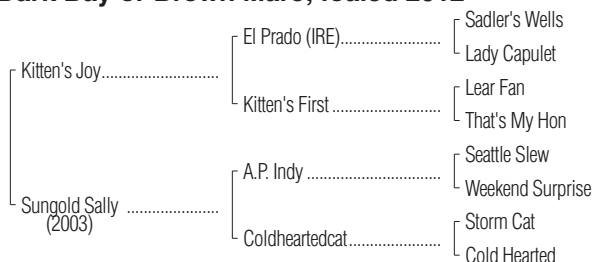 Dark Bay or Brown Mare; foaled 2012
Sadler's Wells
El Prado (IRE)........................
Lady Capulet
Kitten's Joy............................
Lear Fan
Kitten's First ..........................
That's My Hon
Seattle Slew
A.P. Indy ................................
Weekend Surprise
Sungold Sally ......................
(2003)
Storm Cat
Coldheartedcat.......................
Cold Hearted